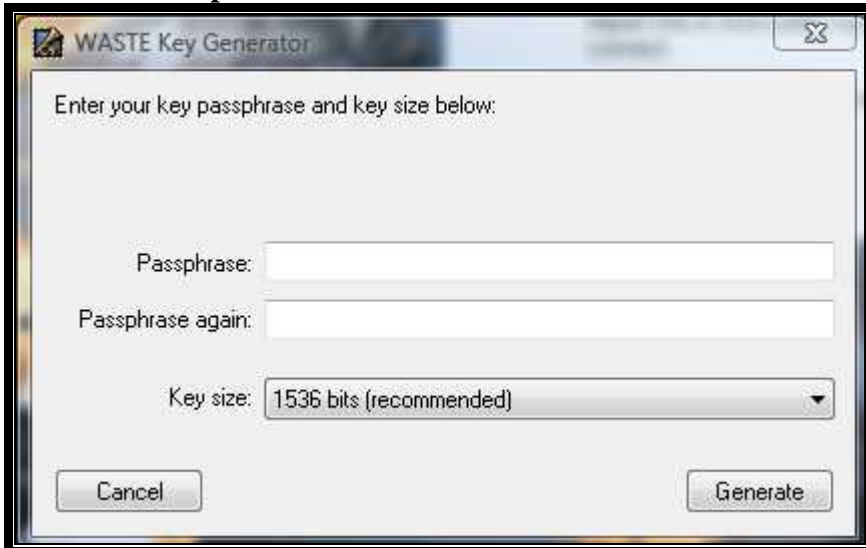 WASTE Key Generator
Enter your key passphrase and key size below:
Passphrase:
Passphrase again:
Key size: 1536 bits (recommended)
Cancel Generate